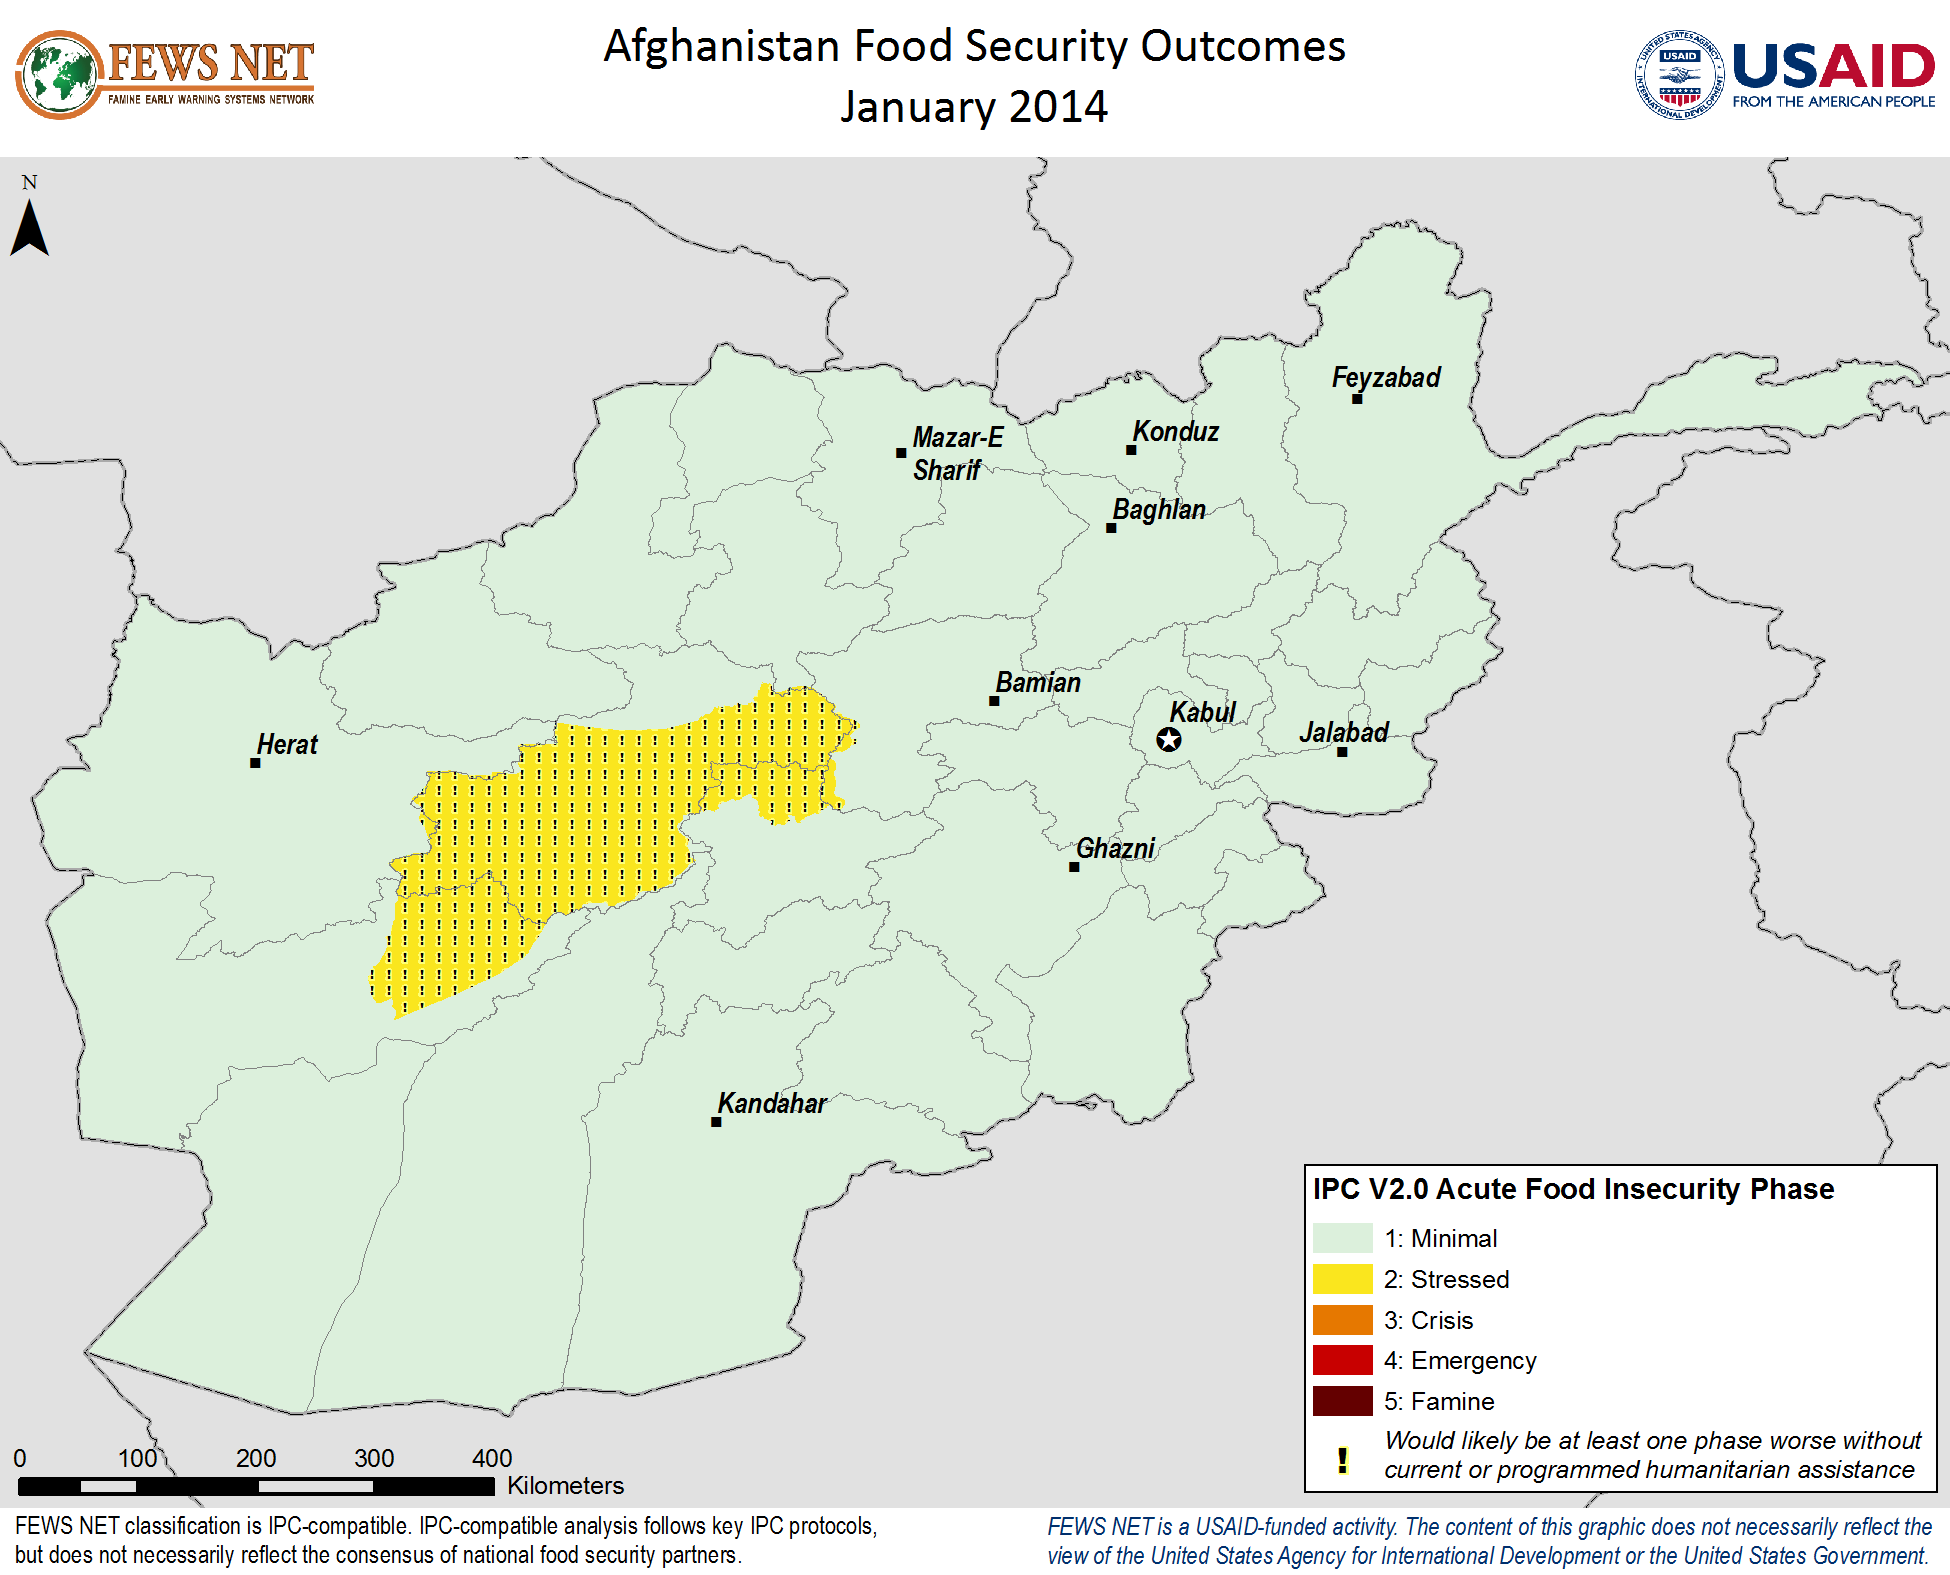 FEWS NET
FAMINE EARLY WARNING SYSTEMS NETWORK
Afghanistan Food Security Outcomes
January 2014
UNITED STATES AGENCY
USAID
INTERNATIONAL DEVELOPMENT
USAID
FROM THE AMERICAN PEOPLE
N
Feyzabad
Mazar-E
Sharif
Konduz
Baghlan
Bamian
Kabul
Herat
Jalabad
Ghazni
Kandahar
IPC V2.0 Acute Food Insecurity Phase
1: Minimal
2: Stressed
3: Crisis
4: Emergency
5: Famine
! Would likely be at least one phase worse without
current or programmed humanitarian assistance
0 100 200 300 400
Kilometers
FEWS NET classification is IPC-compatible. IPC-compatible analysis follows key IPC protocols,
but does not necessarily reflect the consensus of national food security partners.
FEWS NET is a USAID-funded activity. The content of this graphic does not necessarily reflect the
view of the United States Agency for International Development or the United States Government.